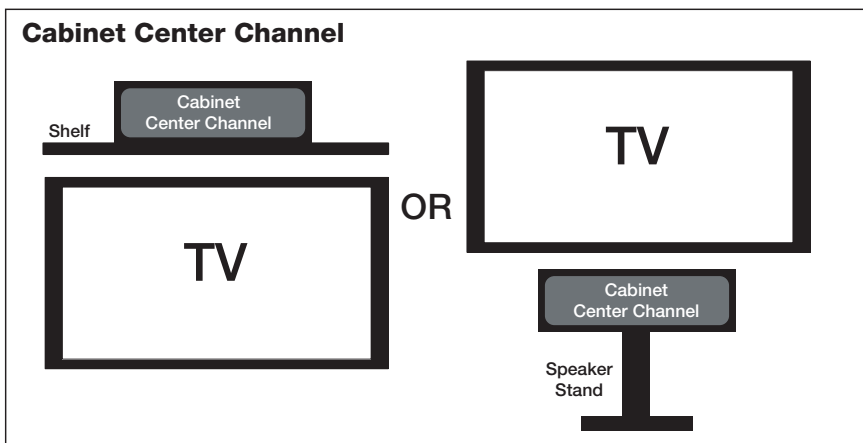 Cabinet Center Channel
Cabinet
Center Channel
Shelf
TV
OR
TV
Cabinet
Center Channel
Speaker
Stand